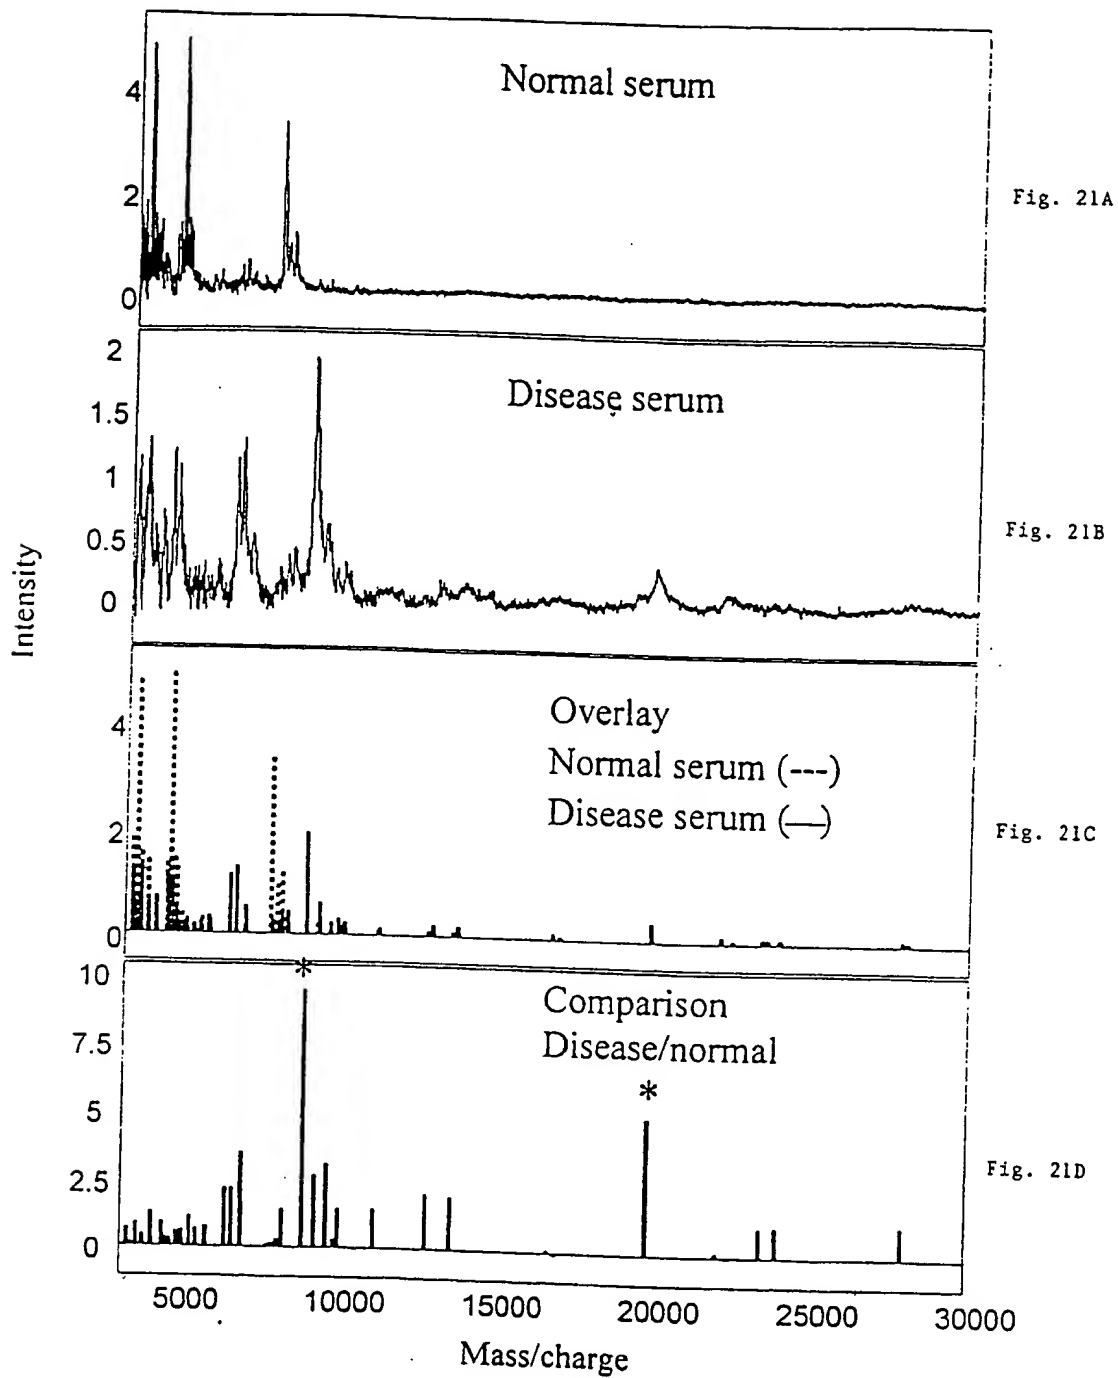 Normal serum
4
2
0
Fig. 21A
Disease serum
2
1.5
1
0.5
0
Fig. 21B
Intensity
Overlay
Normal serum (---)
Disease serum (—)
4
2
0
Fig. 21C
*
Comparison
Disease/normal
*
10
7.5
5
2.5
0
Fig. 21D
5000 10000 15000 20000 25000 30000
Mass/charge